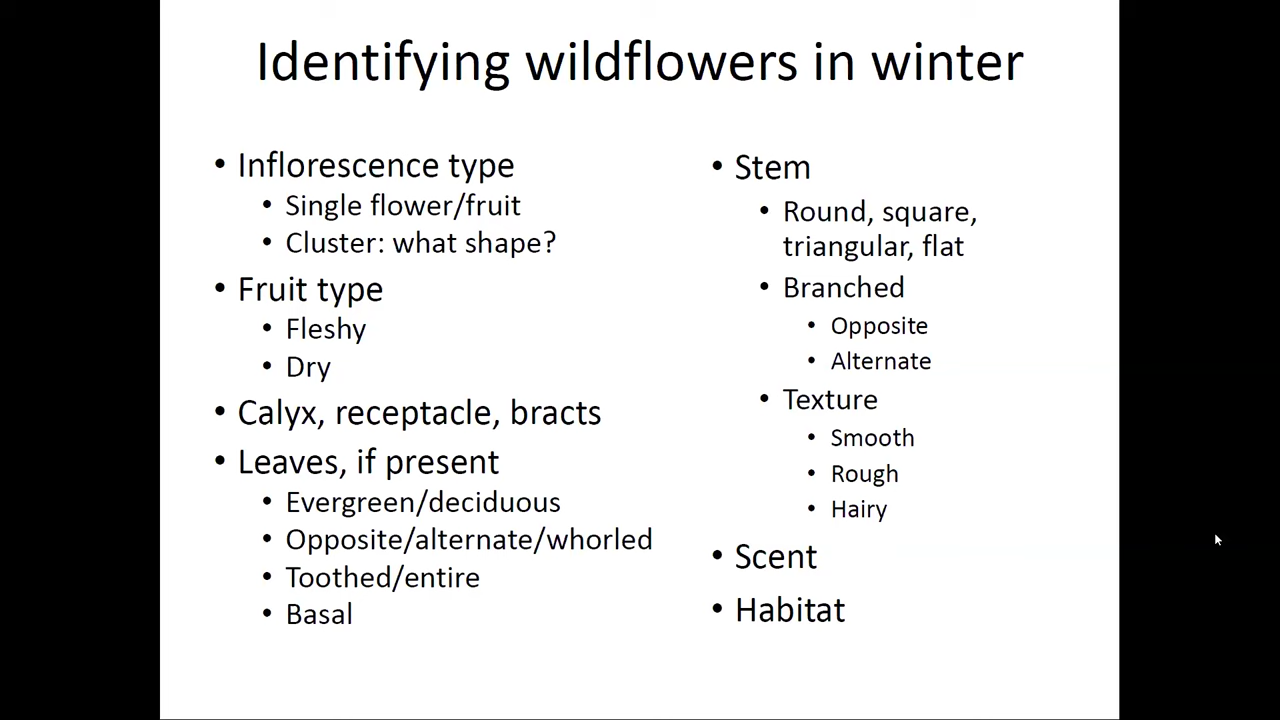 Identifying wildflowers in winter
• Inflorescence type
• Single flower/fruit
• Cluster: what shape?
• Fruit type
• Fleshy
• Dry
• Calyx, receptacle, bracts
• Leaves, if present
• Evergreen/deciduous
• Opposite/alternate/whorled
• Toothed/entire
• Basal
• Stem
• Round, square,
triangular, flat
• Branched
• Opposite
• Alternate
• Texture
• Smooth
• Rough
• Hairy
• Scent
• Habitat